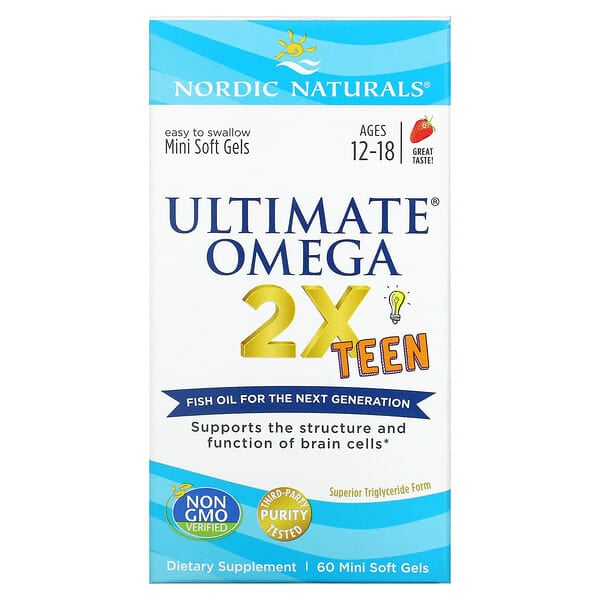 NORDIC NATURALS®
easy to swallow
Mini Soft Gels
AGES
12-18
GREAT
TASTE!
ULTIMATE®
OMEGA
2X
TEEN
FISH OIL FOR THE NEXT GENERATION
Supports the structure and
function of brain cells*
Superior Triglyceride Form
NON
GMO
VERIFIED
THIRD-PARTY
PURITY
TESTED
Dietary Supplement | 60 Mini Soft Gels